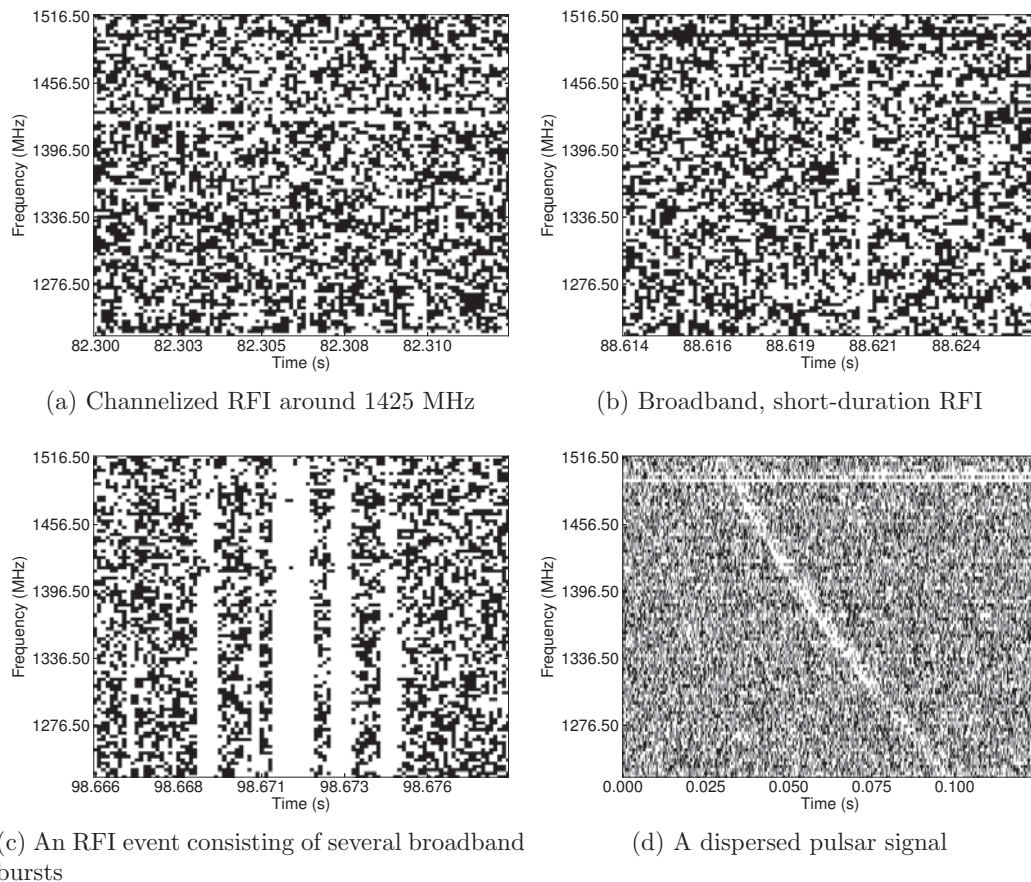 1516.50
1456.50
1396.50
1336.50
1276.50
Frequency (MHz)
82.300 82.303 82.305 82.308 82.310
Time (s)
(a) Channelized RFI around 1425 MHz
1516.50
1456.50
1396.50
1336.50
1276.50
Frequency (MHz)
88.614 88.616 88.619 88.621 88.624
Time (s)
(b) Broadband, short-duration RFI
1516.50
1456.50
1396.50
1336.50
1276.50
Frequency (MHz)
98.666 98.668 98.671 98.673 98.676
Time (s)
(c) An RFI event consisting of several broadband
bursts
1516.50
1456.50
1396.50
1336.50
1276.50
Frequency (MHz)
0.000 0.025 0.050 0.075 0.100
Time (s)
(d) A dispersed pulsar signal